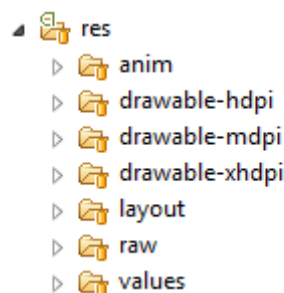 res
anim
drawable-hdpi
drawable-mdpi
drawable-xhdpi
layout
raw
values